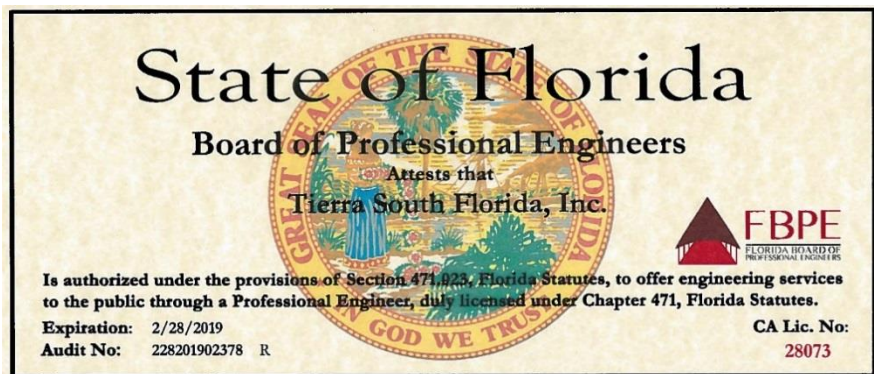 State of Florida
Board of Professional Engineers
Attests that
Tierra South Florida, Inc.
FBPE
FLORIDA BOARD OF
PROFESSIONAL ENGINEERS
Is authorized under the provisions of Section 471.023, Florida Statutes, to offer engineering services
to the public through a Professional Engineer, duly licensed under Chapter 471, Florida Statutes.
Expiration: 2/28/2019
Audit No: 228201902378 R
CA Lic. No:
28073
GREAT SEAL OF THE STATE OF FLORIDA
IN GOD WE TRUST